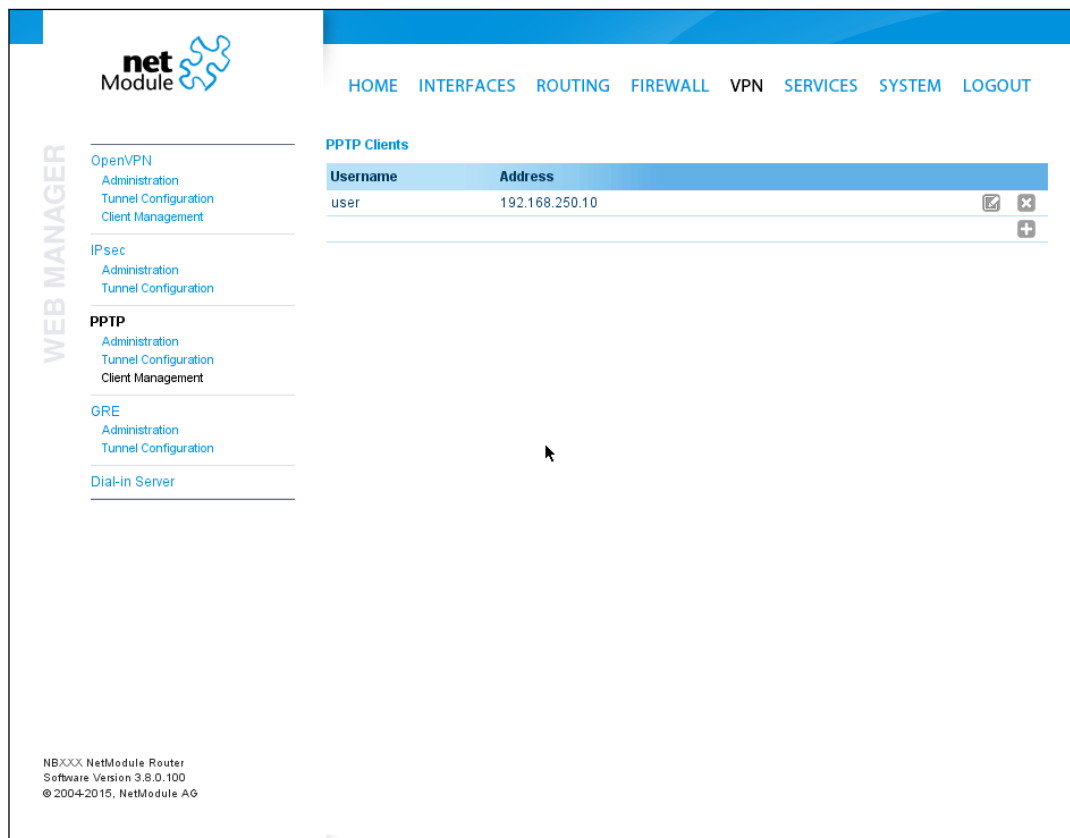 net
Module
HOME INTERFACES ROUTING FIREWALL VPN SERVICES SYSTEM LOGOUT
WEB MANAGER
OpenVPN
Administration
Tunnel Configuration
Client Management
IPsec
Administration
Tunnel Configuration
PPTP
Administration
Tunnel Configuration
Client Management
GRE
Administration
Tunnel Configuration
Dial-in Server
PPTP Clients
Username Address
user 192.168.250.10
NBXXX NetModule Router
Software Version 3.8.0.100
© 2004-2015, NetModule AG